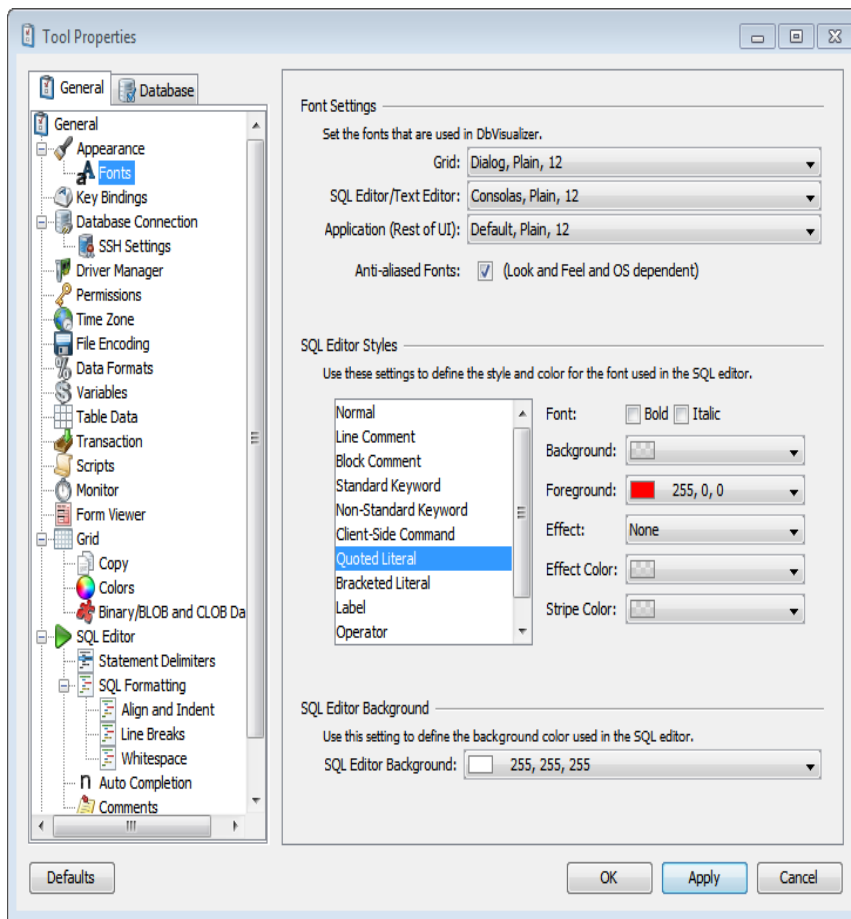 Tool Properties
General
Database
General
Appearance
Fonts
Key Bindings
Database Connection
SSH Settings
Driver Manager
Permissions
Time Zone
File Encoding
Data Formats
Variables
Table Data
Transaction
Scripts
Monitor
Form Viewer
Grid
Copy
Colors
Binary/BLOB and CLOB Da
SQL Editor
Statement Delimiters
SQL Formatting
Align and Indent
Line Breaks
Whitespace
Auto Completion
Comments
Font Settings
Set the fonts that are used in DbVisualizer.
Grid: Dialog, Plain, 12
SQL Editor/Text Editor: Consolas, Plain, 12
Application (Rest of UI): Default, Plain, 12
Anti-aliased Fonts: (Look and Feel and OS dependent)
SQL Editor Styles
Use these settings to define the style and color for the font used in the SQL editor.
Normal
Line Comment
Block Comment
Standard Keyword
Non-Standard Keyword
Client-Side Command
Quoted Literal
Bracketed Literal
Label
Operator
Font: Bold Italic
Background:
Foreground: 255, 0, 0
Effect: None
Effect Color:
Stripe Color:
SQL Editor Background
Use this setting to define the background color used in the SQL editor.
SQL Editor Background: 255, 255, 255
Defaults
OK
Apply
Cancel